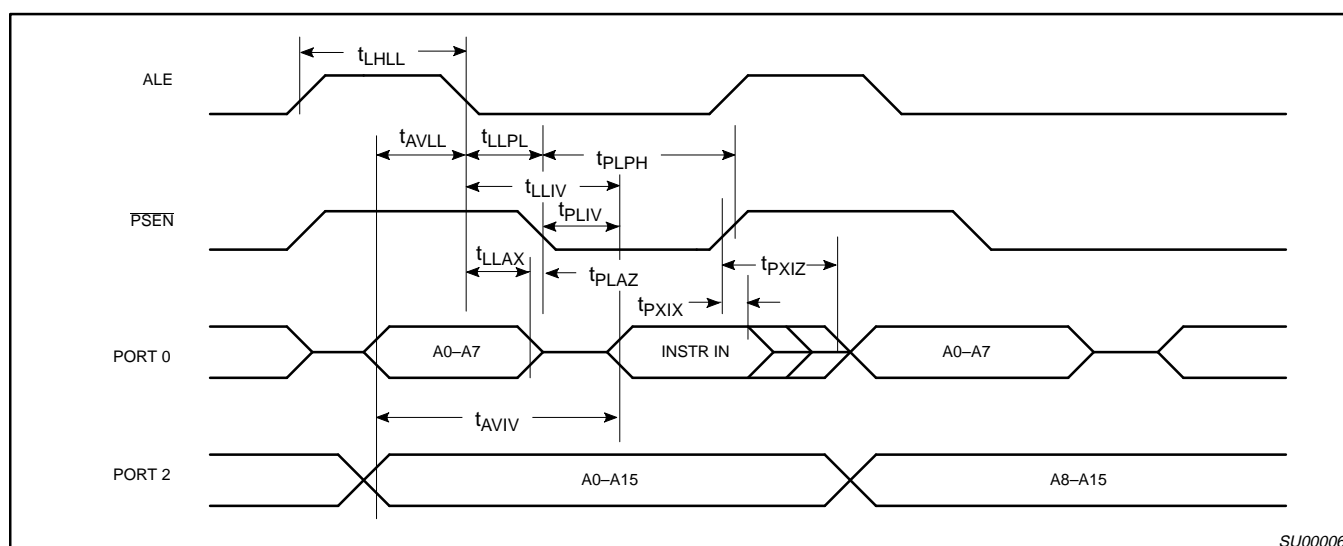 tLHLL
ALE
tAVLL
tLLPL
tPLPH
tLLIV
PSEN
tPLIV
tLLAX
tPLAZ
tPXIZ
tPXIX
PORT 0
A0–A7
INSTR IN
A0–A7
tAVIV
PORT 2
A0–A15
A8–A15
SU00006